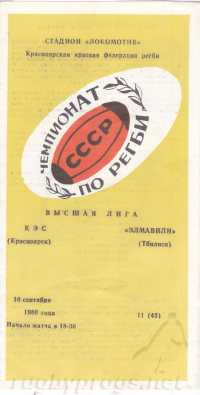 СТАДИОН «ЛОКОМОТИВ»
Красноярская краевая федерация регби
ЧЕМПИОНАТ
СССР
ПО РЕГБИ
ВЫСШАЯ ЛИГА
КЭС «ЭЛМАВИЛИ»
(Красноярск) (Тбилиси)
10 сентября
1989 года 11 (45)
Начало матча в 18-30
rugbyprogs.net